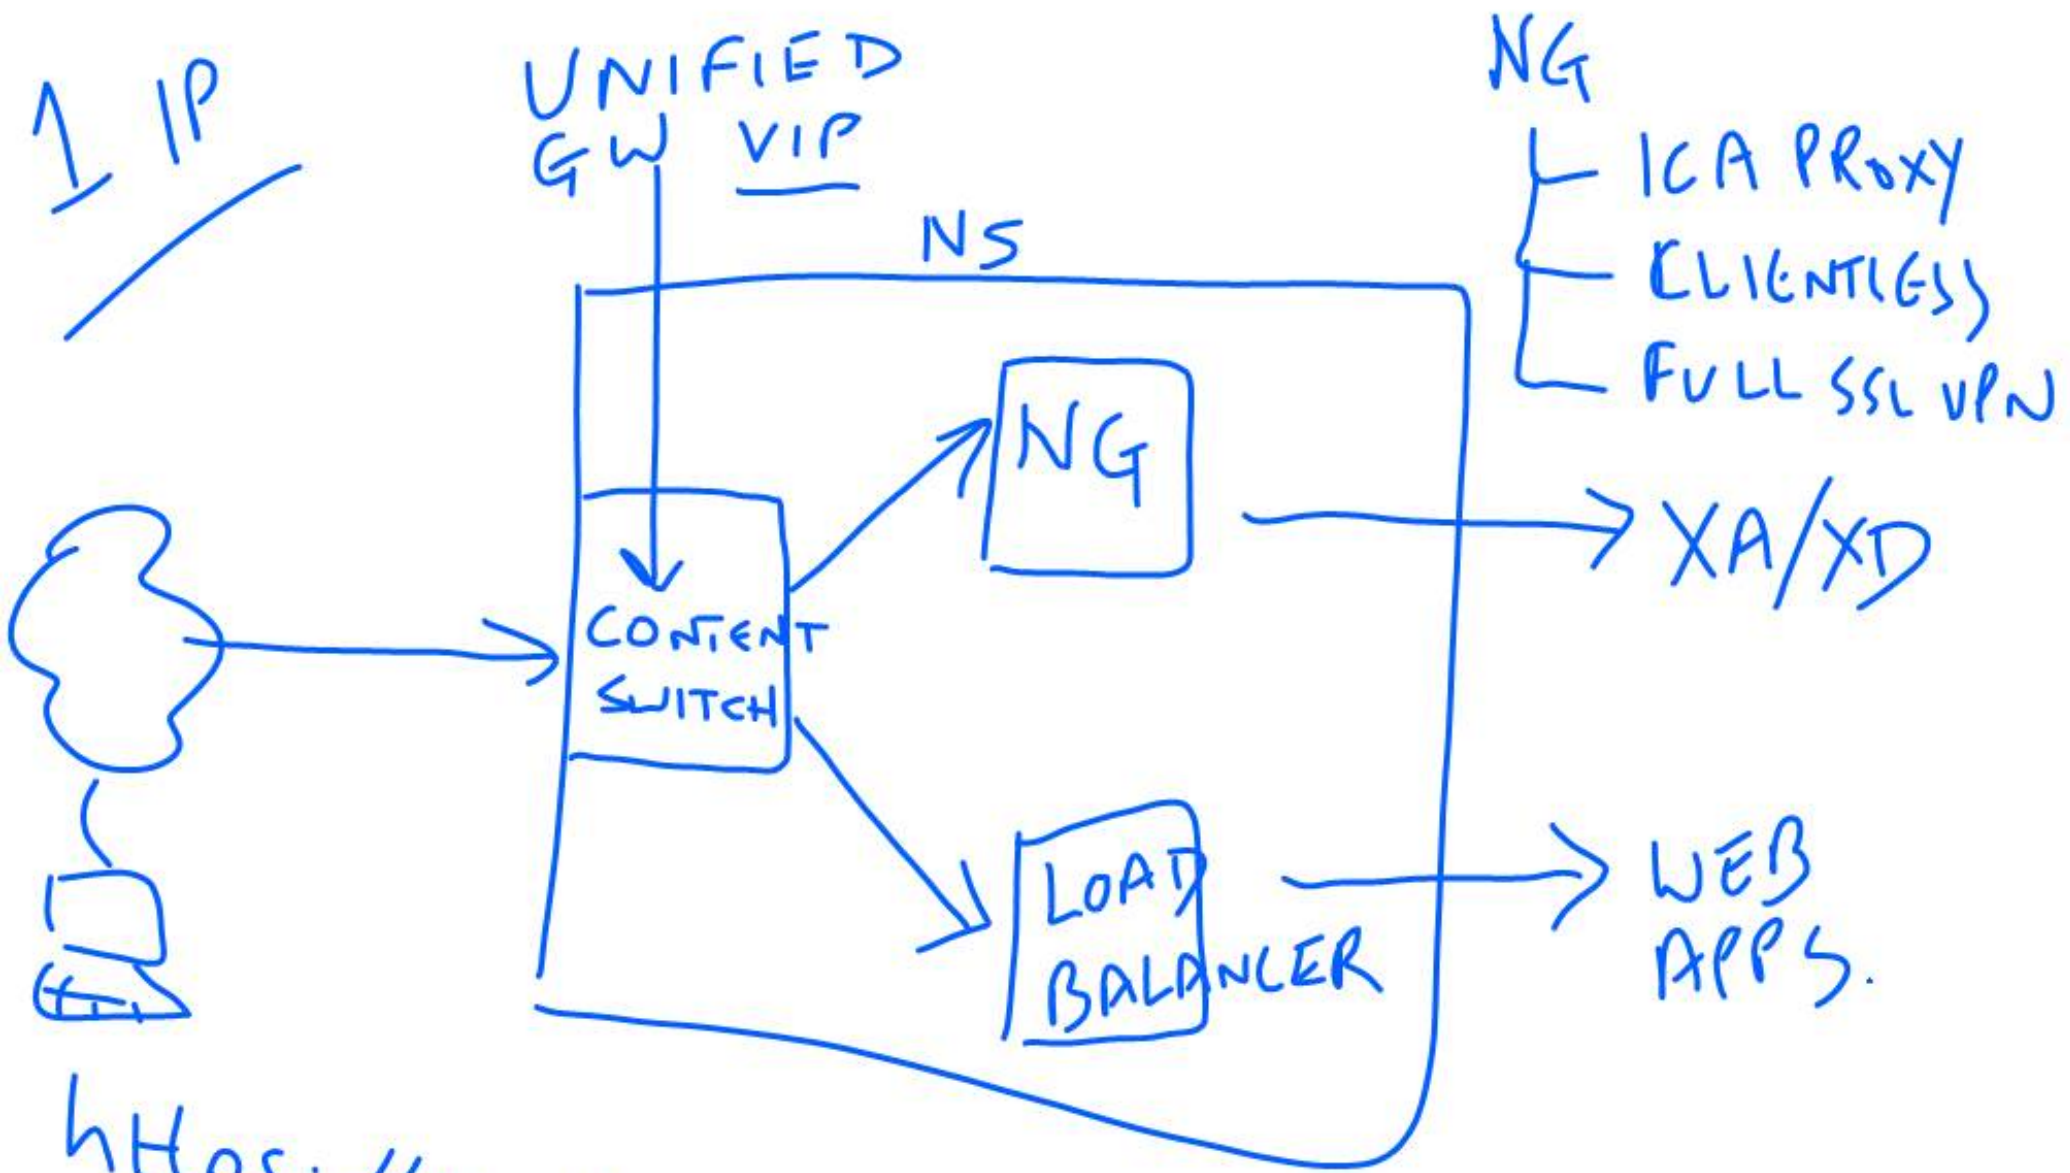 1 IP
UNIFIED
GW VIP
NS
NG
ICA PROXY
CLIENTLESS
FULL SSL VPN
NG
XA/XD
CONTENT
SWITCH
LOAD
BALANCER
WEB
APPS.